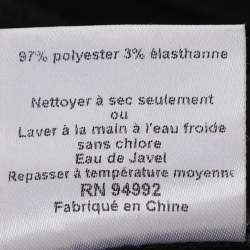 97% polyester 3% élasthanne
Nettoyer à sec seulement
ou
Laver à la main à l'eau froide
sans chlore
Eau de Javel
Repasser à température moyenne
RN 94992
Fabriqué en Chine